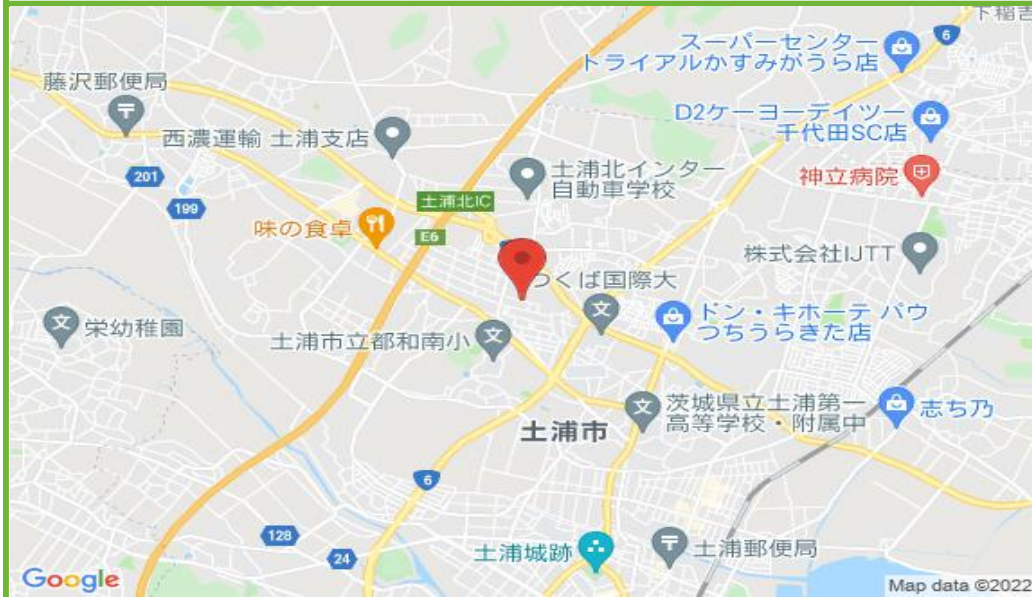 下稲吉
6
スーパーセンター
トライアルかすみがうら店
藤沢郵便局
D2ケーヨーデイツー
千代田SC店
西濃運輸 土浦支店
土浦北インター
自動車学校
神立病院
201
199
土浦北IC
味の食卓
E6
株式会社IJTT
つくば国際大
ドン・キホーテ パウ
つちうらきた店
栄幼稚園
土浦市立都和南小
茨城県立土浦第一
高等学校・附属中
志ち乃
土浦市
6
128
24
土浦城跡
土浦郵便局
Google
Map data ©2022